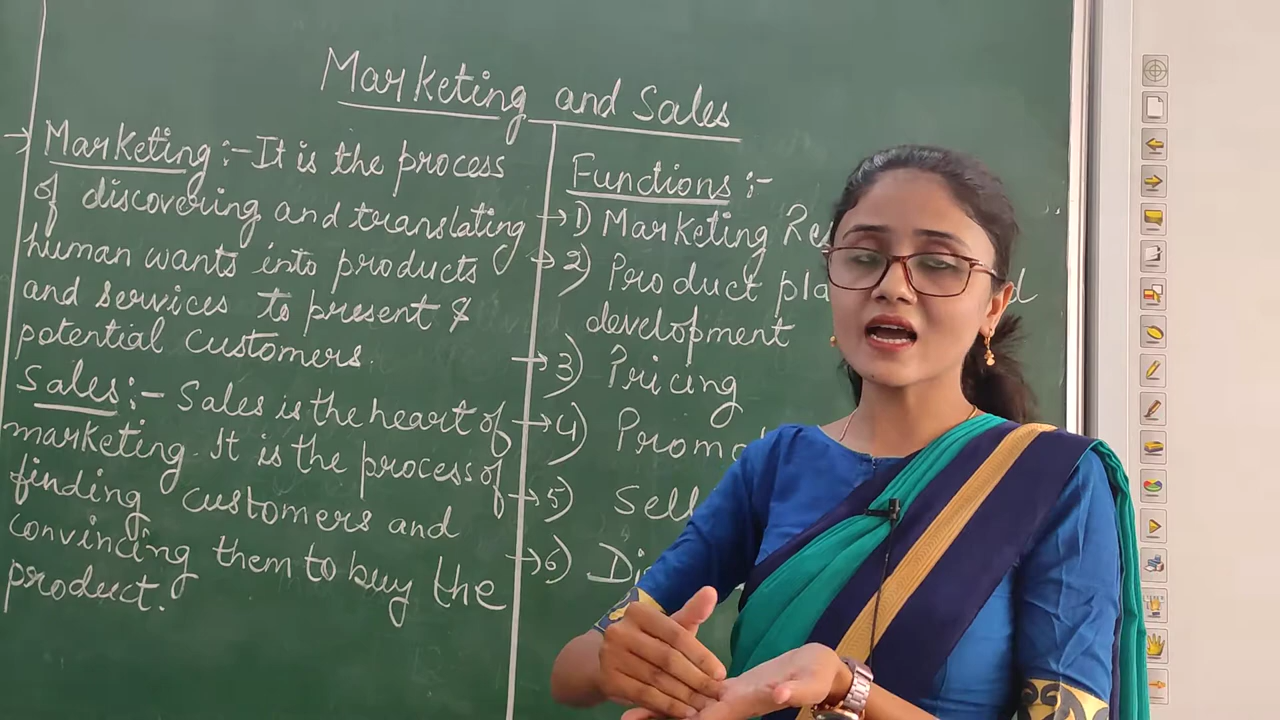 Marketing and Sales
→ Marketing :- It is the process
of discovering and translating
human wants into products
and services to present &
potential customers.
Sales :- Sales is the heart of
marketing. It is the process of
finding customers and
convincing them to buy the
product.
Functions :-
→ 1) Marketing
→ 2) Product
development
→ 3) Pricing
→ 4)
→ 5)
→ 6)